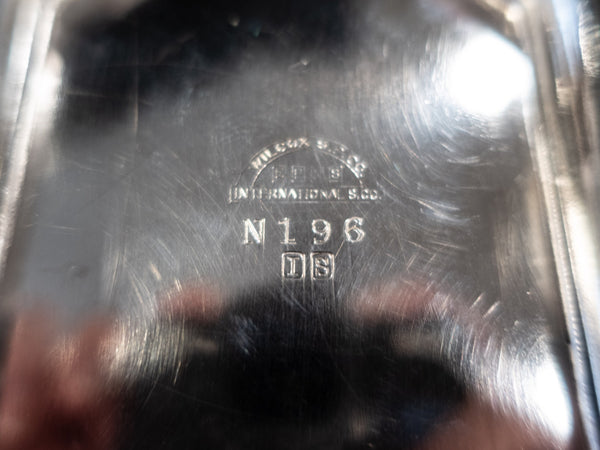 WILCOX S.P.CO.
E.P.N.S
INTERNATIONAL S.CO.
N196
I S